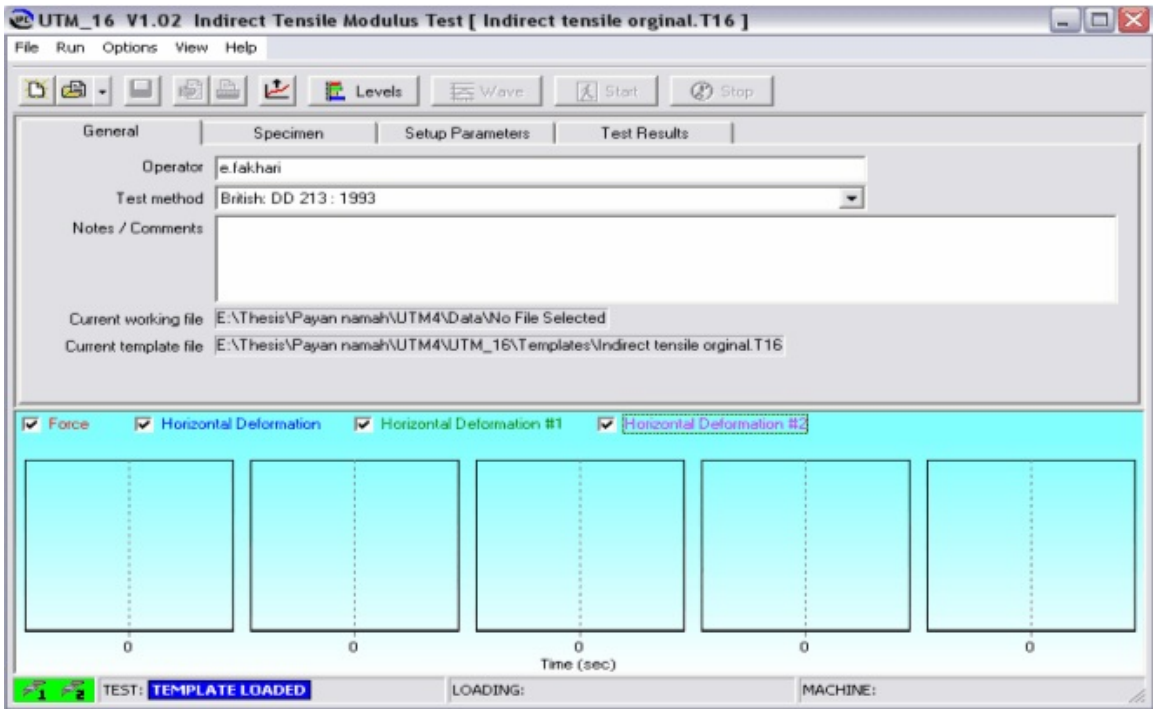 UTM_16 V1.02 Indirect Tensile Modulus Test [ Indirect tensile orginal.T16 ]
File Run Options View Help
Levels Wave Start Stop
General Specimen Setup Parameters Test Results
Operator e.fakhari
Test method British: DD 213 : 1993
Notes / Comments
Current working file E:\Thesis\Payan namah\UTM4\Data\No File Selected
Current template file E:\Thesis\Payan namah\UTM4\UTM_16\Templates\Indirect tensile orginal.T16
Force Horizontal Deformation Horizontal Deformation #1 Horizontal Deformation #2
0 0 0 0 0
Time (sec)
1 2 TEST: TEMPLATE LOADED LOADING: MACHINE: